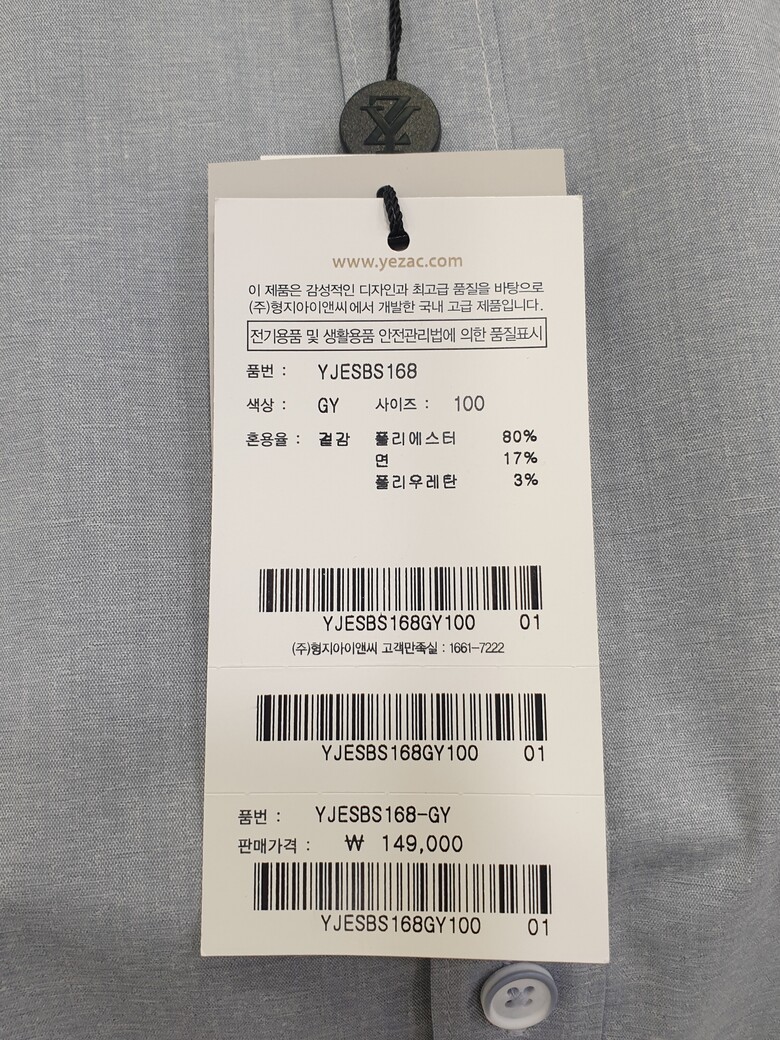 YZ
www.yezac.com
이 제품은 감성적인 디자인과 최고급 품질을 바탕으로
(주)형지아이앤씨에서 개발한 국내 고급 제품입니다.
전기용품 및 생활용품 안전관리법에 의한 품질표시
품번 : YJESBS168
색상 : GY 사이즈 : 100
혼용율 : 겉감 폴리에스터 80%
면 17%
폴리우레탄 3%
YJESBS168GY100 01
(주)형지아이앤씨 고객만족실 : 1661-7222
YJESBS168GY100 01
품번 : YJESBS168-GY
판매가격 : ₩ 149,000
YJESBS168GY100 01